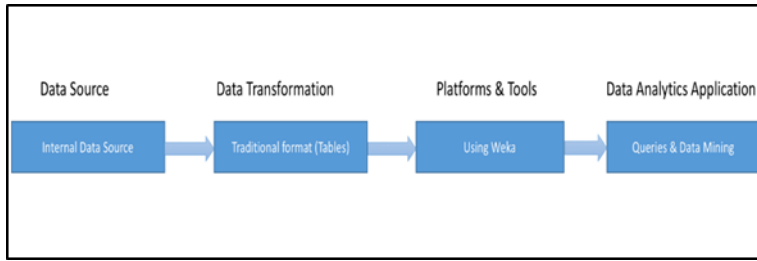 Data Source
Data Transformation
Platforms & Tools
Data Analytics Application
Internal Data Source
Traditional format (Tables)
Using Weka
Queries & Data Mining